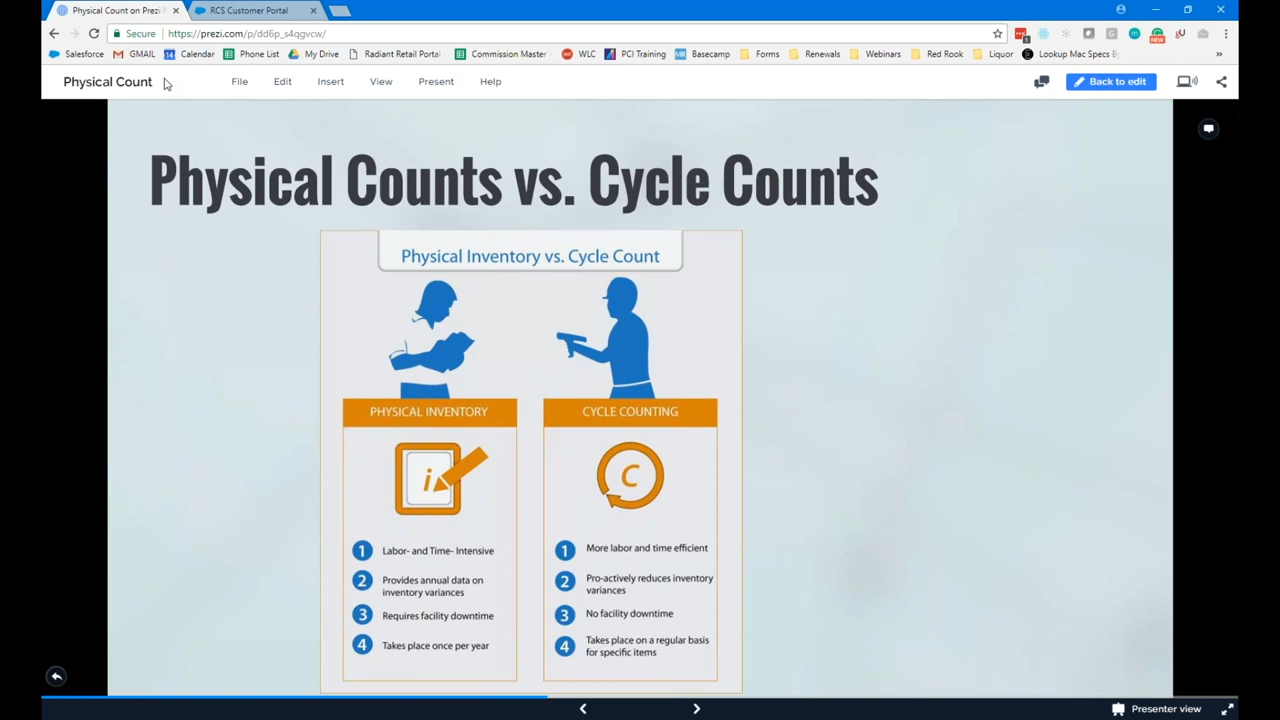 Physical Count on Prezi
RCS Customer Portal
Secure https://prezi.com/p/dd6p_s4qgvcw/
Salesforce GMAIL Calendar Phone List My Drive Radiant Retail Portal Commission Master WLC PCI Training Basecamp Forms Renewals Webinars Red Rook Liquor Lookup Mac Specs B
Physical Count File Edit Insert View Present Help Back to edit
Physical Counts vs. Cycle Counts
Physical Inventory vs. Cycle Count
PHYSICAL INVENTORY
i
1 Labor- and Time- Intensive
2 Provides annual data on
inventory variances
3 Requires facility downtime
4 Takes place once per year
CYCLE COUNTING
C
1 More labor and time efficient
2 Pro-actively reduces inventory
variances
3 No facility downtime
4 Takes place on a regular basis
for specific items
Presenter view